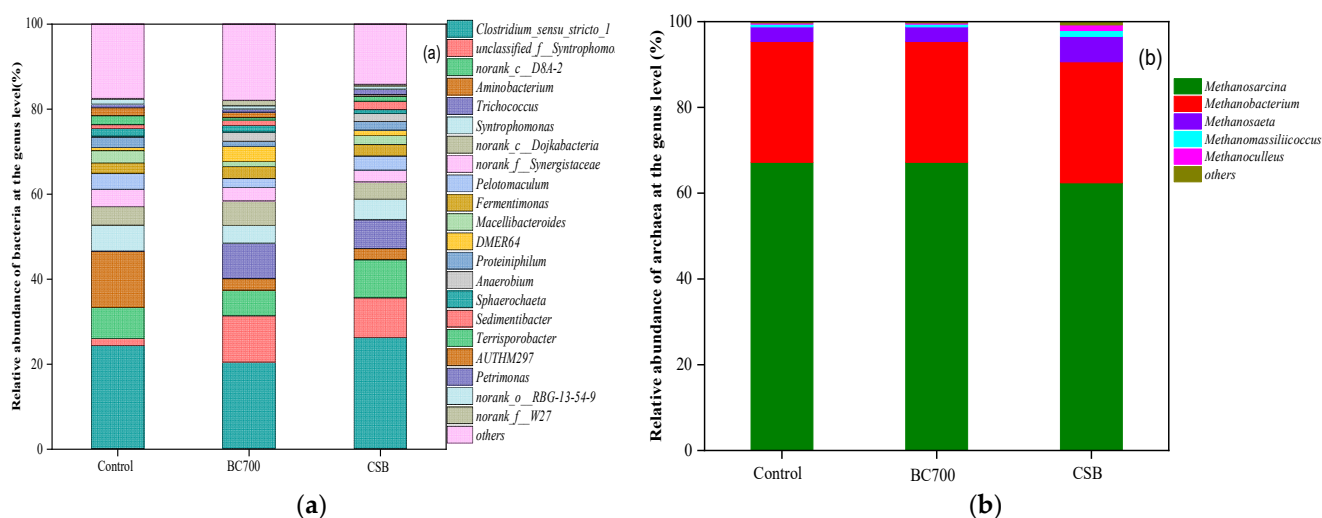 Relative abundance of bacteria at the genus level(%)
100
80
60
40
20
0
Control
BC700
CSB
(a)
Clostridium_sensu_stricto_1
unclassified_f__Syntrophomo
norank_c__D8A-2
Aminobacterium
Trichococcus
Syntrophomonas
norank_c__Dojkabacteria
norank_f__Synergistaceae
Pelotomaculum
Fermentimonas
Macellibacteroides
DMER64
Proteiniphilum
Anaerobium
Sphaerochaeta
Sedimentibacter
Terrisporobacter
AUTHM297
Petrimonas
norank_o__RBG-13-54-9
norank_f__W27
others
(a)
Relative abundance of archaea at the genus level (%)
100
80
60
40
20
0
Control
BC700
CSB
(b)
Methanosarcina
Methanobacterium
Methanosaeta
Methanomassiliicoccus
Methanoculleus
others
(b)